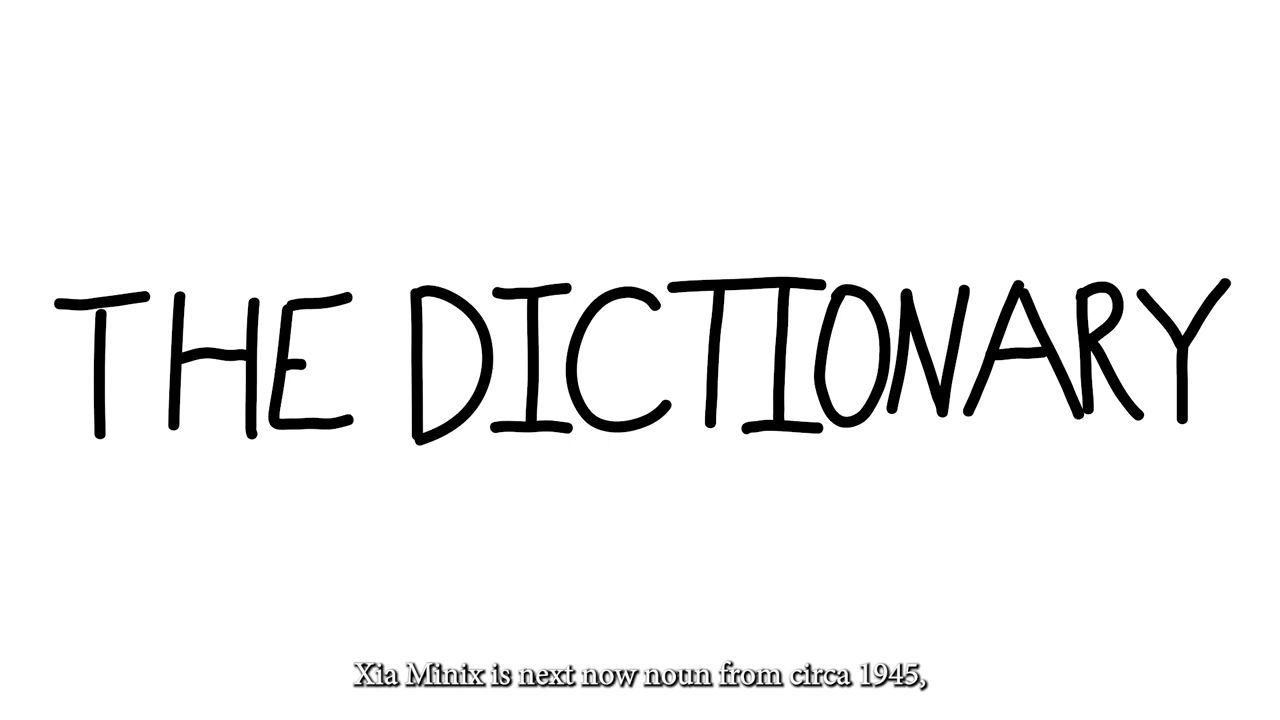 THE DICTIONARY
Xia Minix is next now noun from circa 1945,